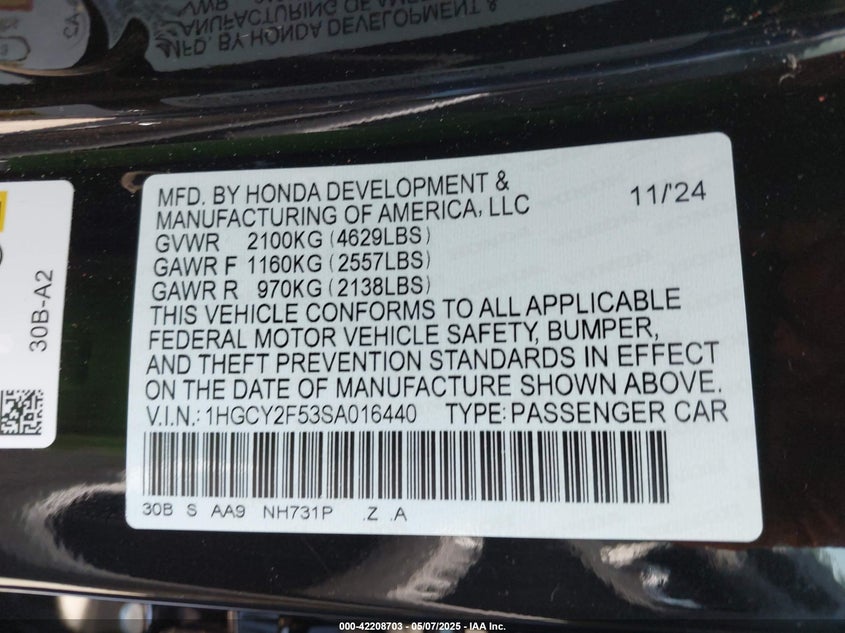 MFD. BY HONDA DEVELOPMENT &
MANUFACTURING OF AMERICA, LLC
11/'24
GVWR 2100KG (4629LBS)
GAWR F 1160KG (2557LBS)
GAWR R 970KG (2138LBS)
THIS VEHICLE CONFORMS TO ALL APPLICABLE
FEDERAL MOTOR VEHICLE SAFETY, BUMPER,
AND THEFT PREVENTION STANDARDS IN EFFECT
ON THE DATE OF MANUFACTURE SHOWN ABOVE.
V.I.N.: 1HGCY2F53SA016440 TYPE: PASSENGER CAR
30B S AA9 NH731P .Z .A
30B-A2
000-42208703 - 05/07/2025 - IAA Inc.